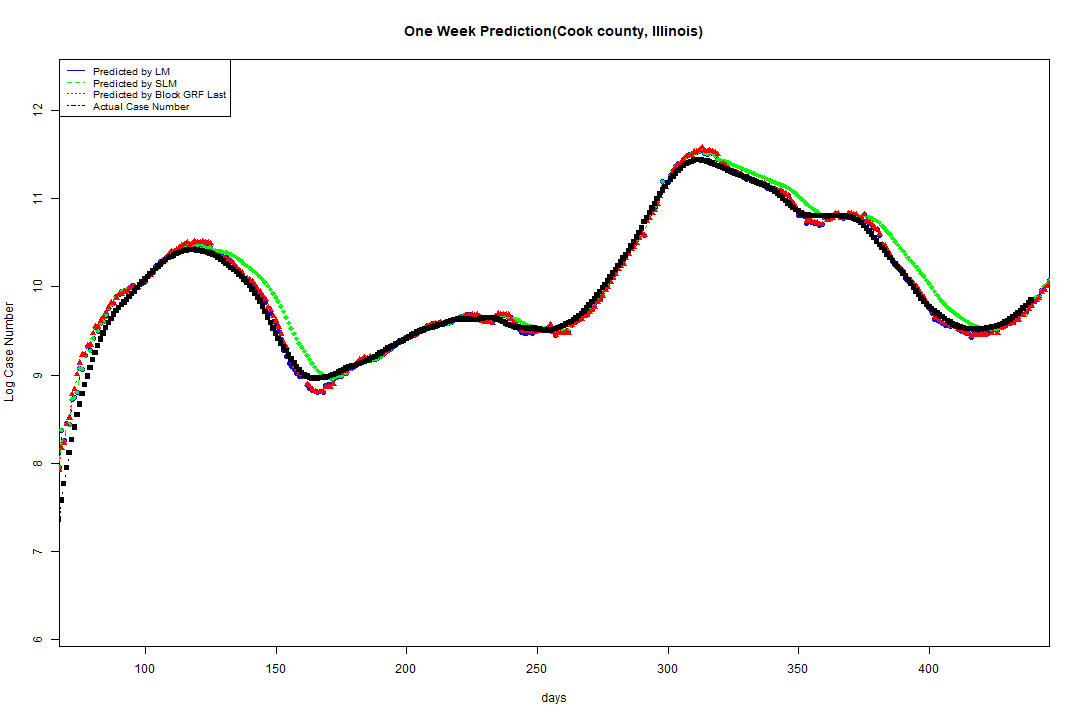 One Week Prediction(Cook county, Illinois)
Predicted by LM
Predicted by SLM
Predicted by Block GRF Last
Actual Case Number
Log Case Number
12
11
10
9
8
7
6
100 150 200 250 300 350 400
days